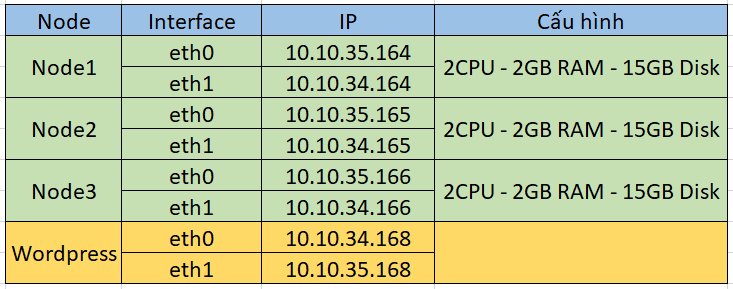 Node Interface IP Cấu hình
Node1 eth0 10.10.35.164 2CPU - 2GB RAM - 15GB Disk
eth1 10.10.34.164
Node2 eth0 10.10.35.165 2CPU - 2GB RAM - 15GB Disk
eth1 10.10.34.165
Node3 eth0 10.10.35.166 2CPU - 2GB RAM - 15GB Disk
eth1 10.10.34.166
Wordpress eth0 10.10.34.168
eth1 10.10.35.168